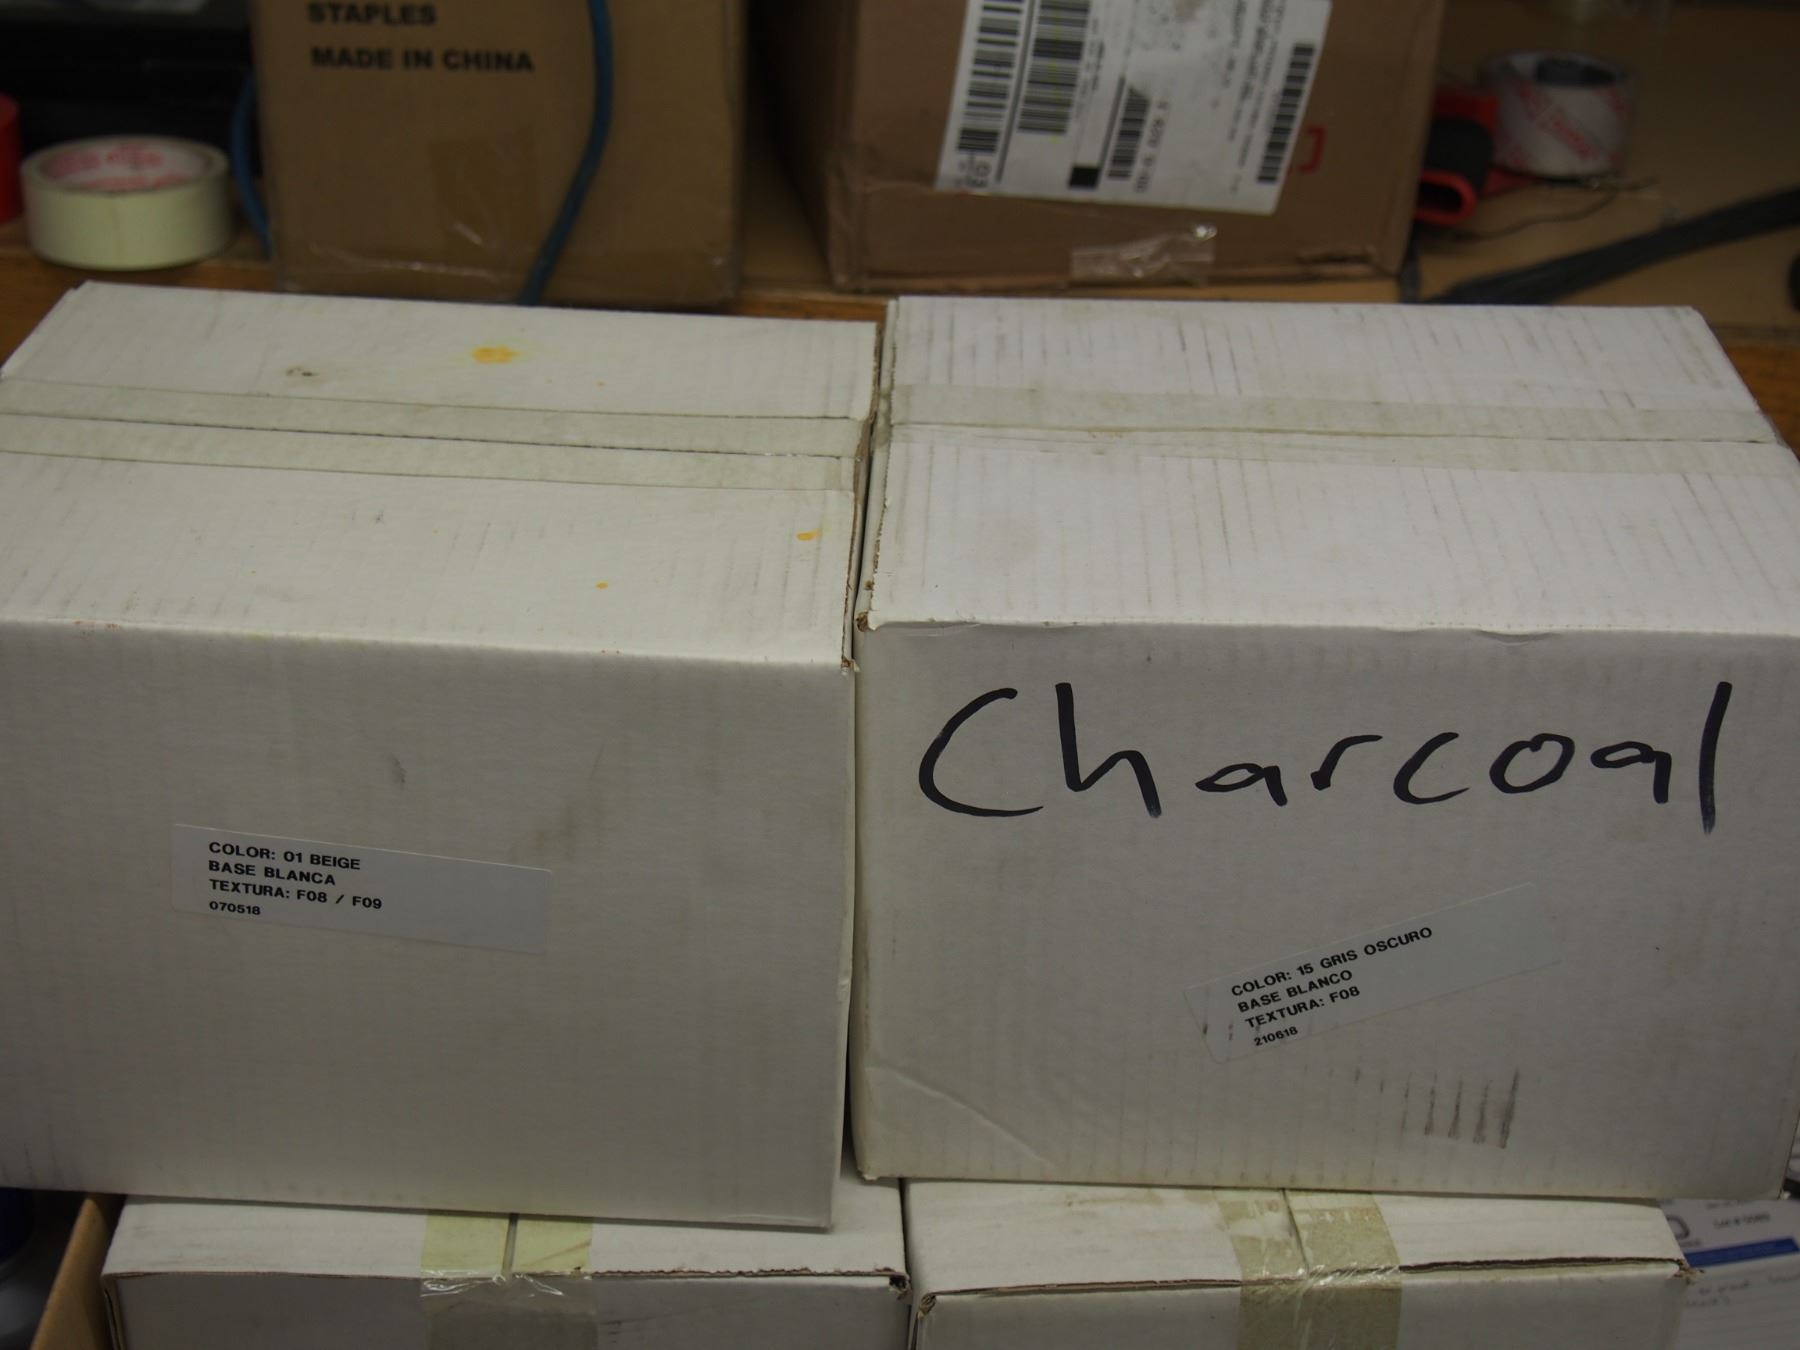 STAPLES
MADE IN CHINA
Charcoal
COLOR: 01 BEIGE
BASE BLANCA
TEXTURA: F08 / F09
070518
COLOR: 15 GRIS OSCURO
BASE BLANCO
TEXTURA: F08
210618